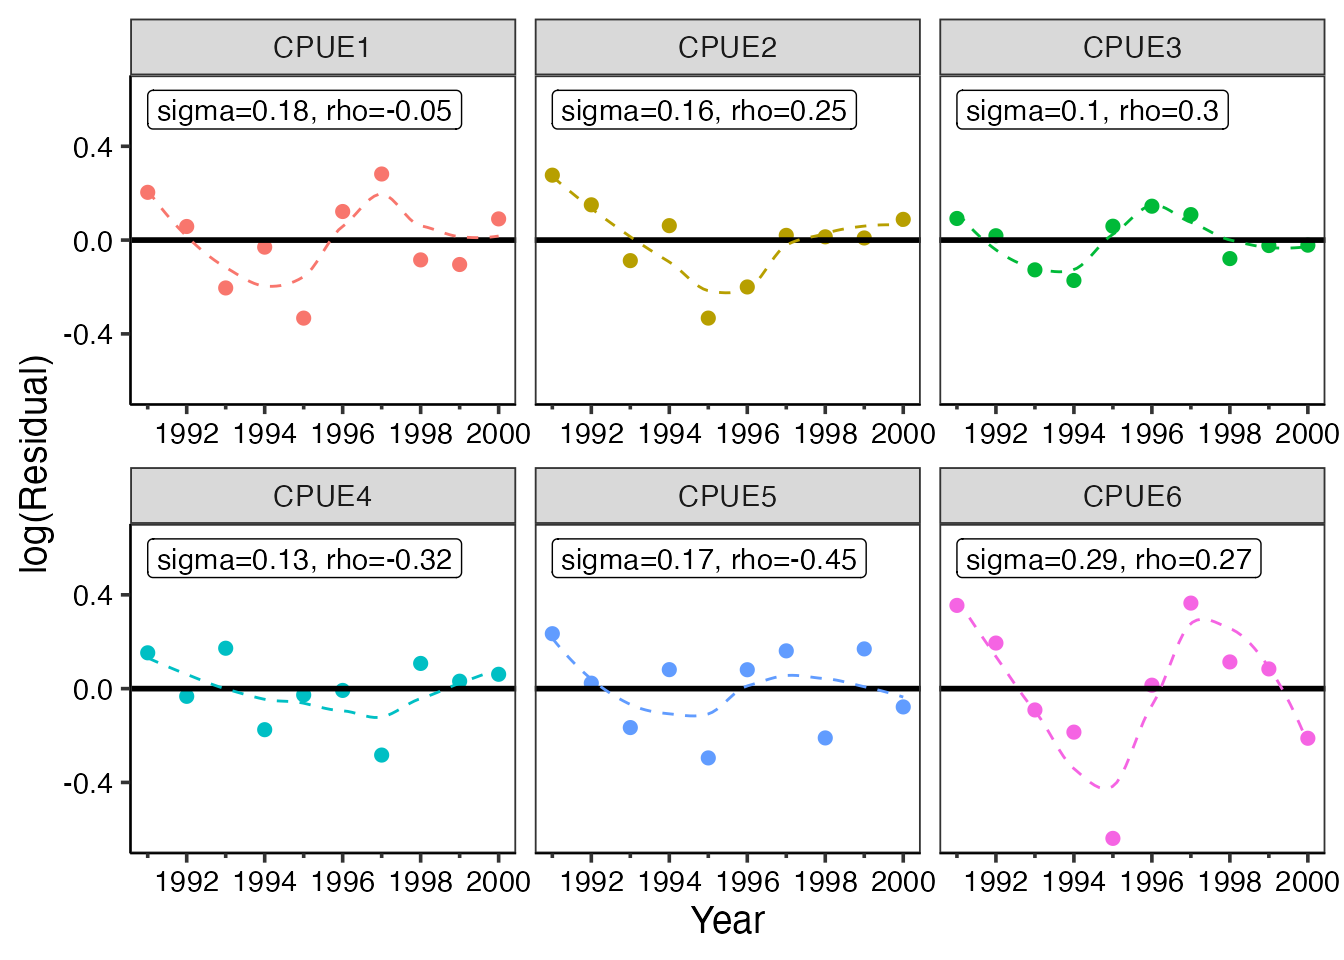 CPUE1 CPUE2 CPUE3
sigma=0.18, rho=-0.05 sigma=0.16, rho=0.25 sigma=0.1, rho=0.3
0.4
0.0
-0.4
1992 1994 1996 1998 2000 1992 1994 1996 1998 2000 1992 1994 1996 1998 2000
log(Residual)
CPUE4 CPUE5 CPUE6
sigma=0.13, rho=-0.32 sigma=0.17, rho=-0.45 sigma=0.29, rho=0.27
0.4
0.0
-0.4
1992 1994 1996 1998 2000 1992 1994 1996 1998 2000 1992 1994 1996 1998 2000
Year